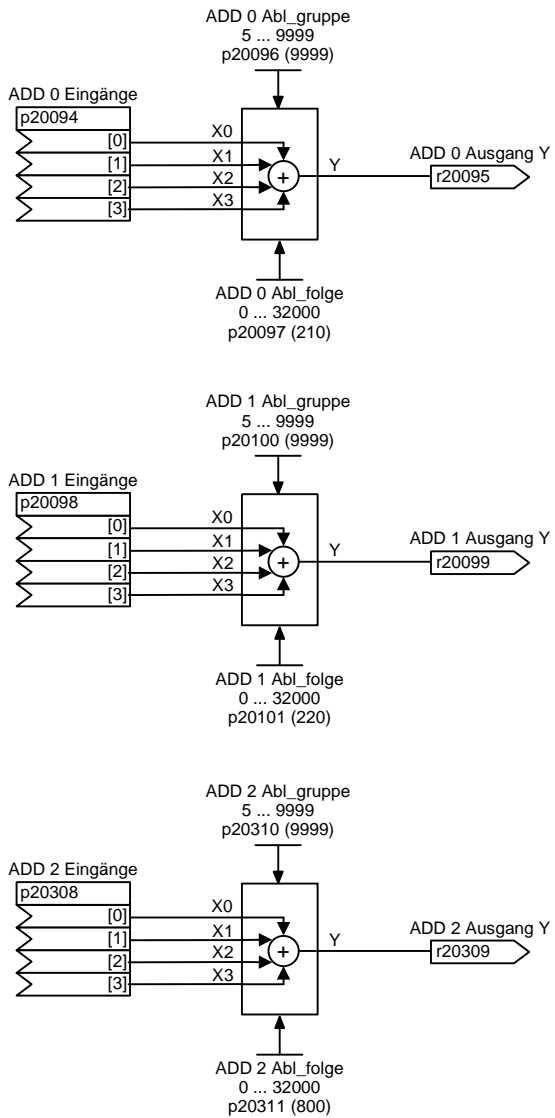 ADD 0 Abl_gruppe
5 ... 9999
p20096 (9999)
ADD 0 Eingänge
p20094
[0] X0
[1] X1
[2] X2
[3] X3
+
Y
ADD 0 Ausgang Y
r20095
ADD 0 Abl_folge
0 ... 32000
p20097 (210)
ADD 1 Abl_gruppe
5 ... 9999
p20100 (9999)
ADD 1 Eingänge
p20098
[0] X0
[1] X1
[2] X2
[3] X3
+
Y
ADD 1 Ausgang Y
r20099
ADD 1 Abl_folge
0 ... 32000
p20101 (220)
ADD 2 Abl_gruppe
5 ... 9999
p20310 (9999)
ADD 2 Eingänge
p20308
[0] X0
[1] X1
[2] X2
[3] X3
+
Y
ADD 2 Ausgang Y
r20309
ADD 2 Abl_folge
0 ... 32000
p20311 (800)